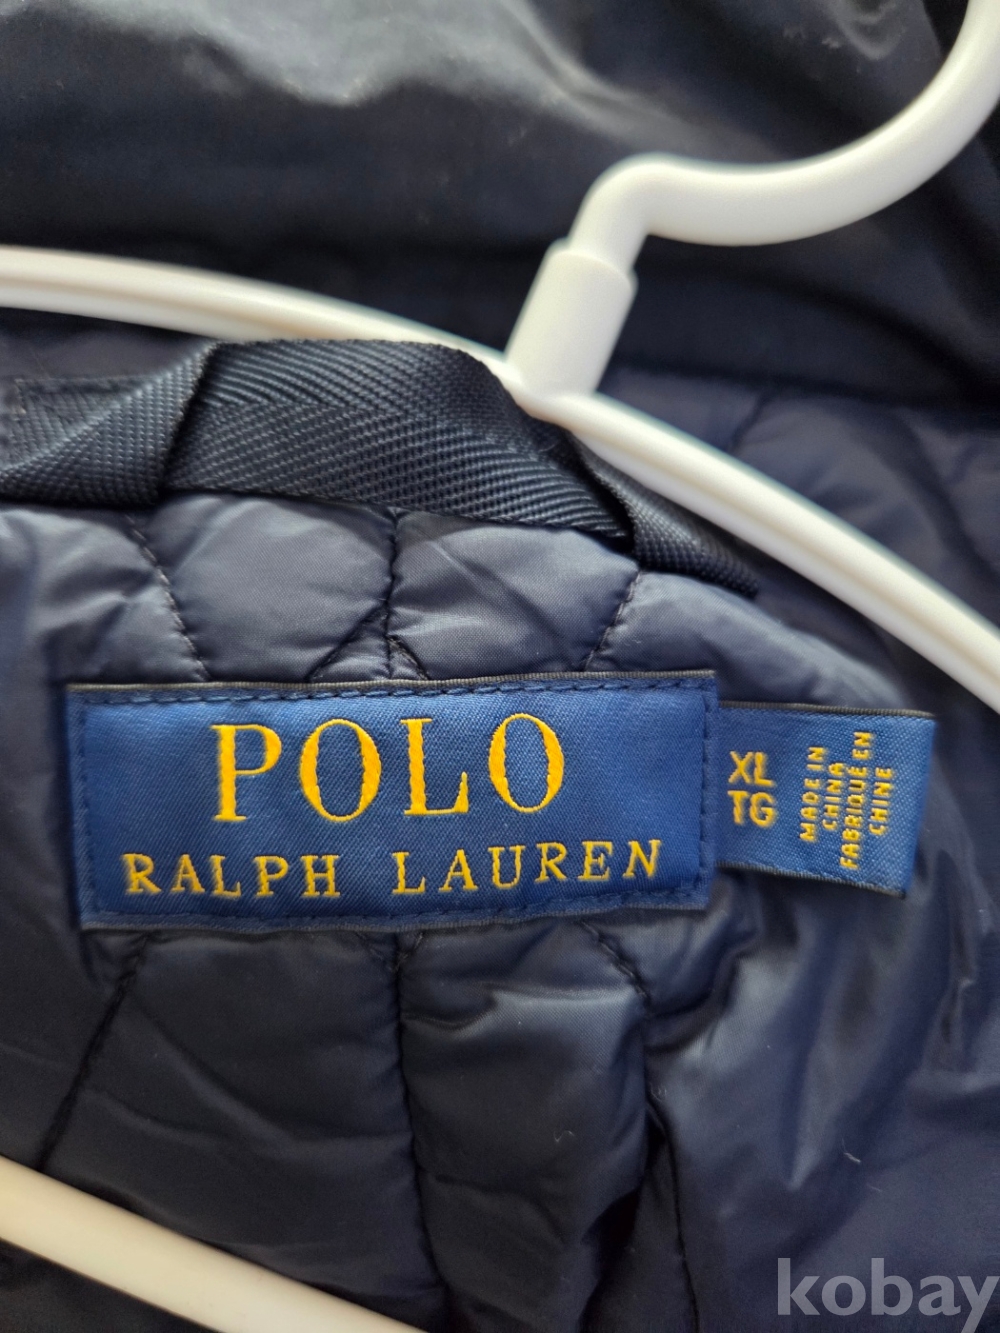 POLO
RALPH LAUREN
XL
TG
MADE IN
CHINA
FABRIQUÉ EN
CHINE
kobay